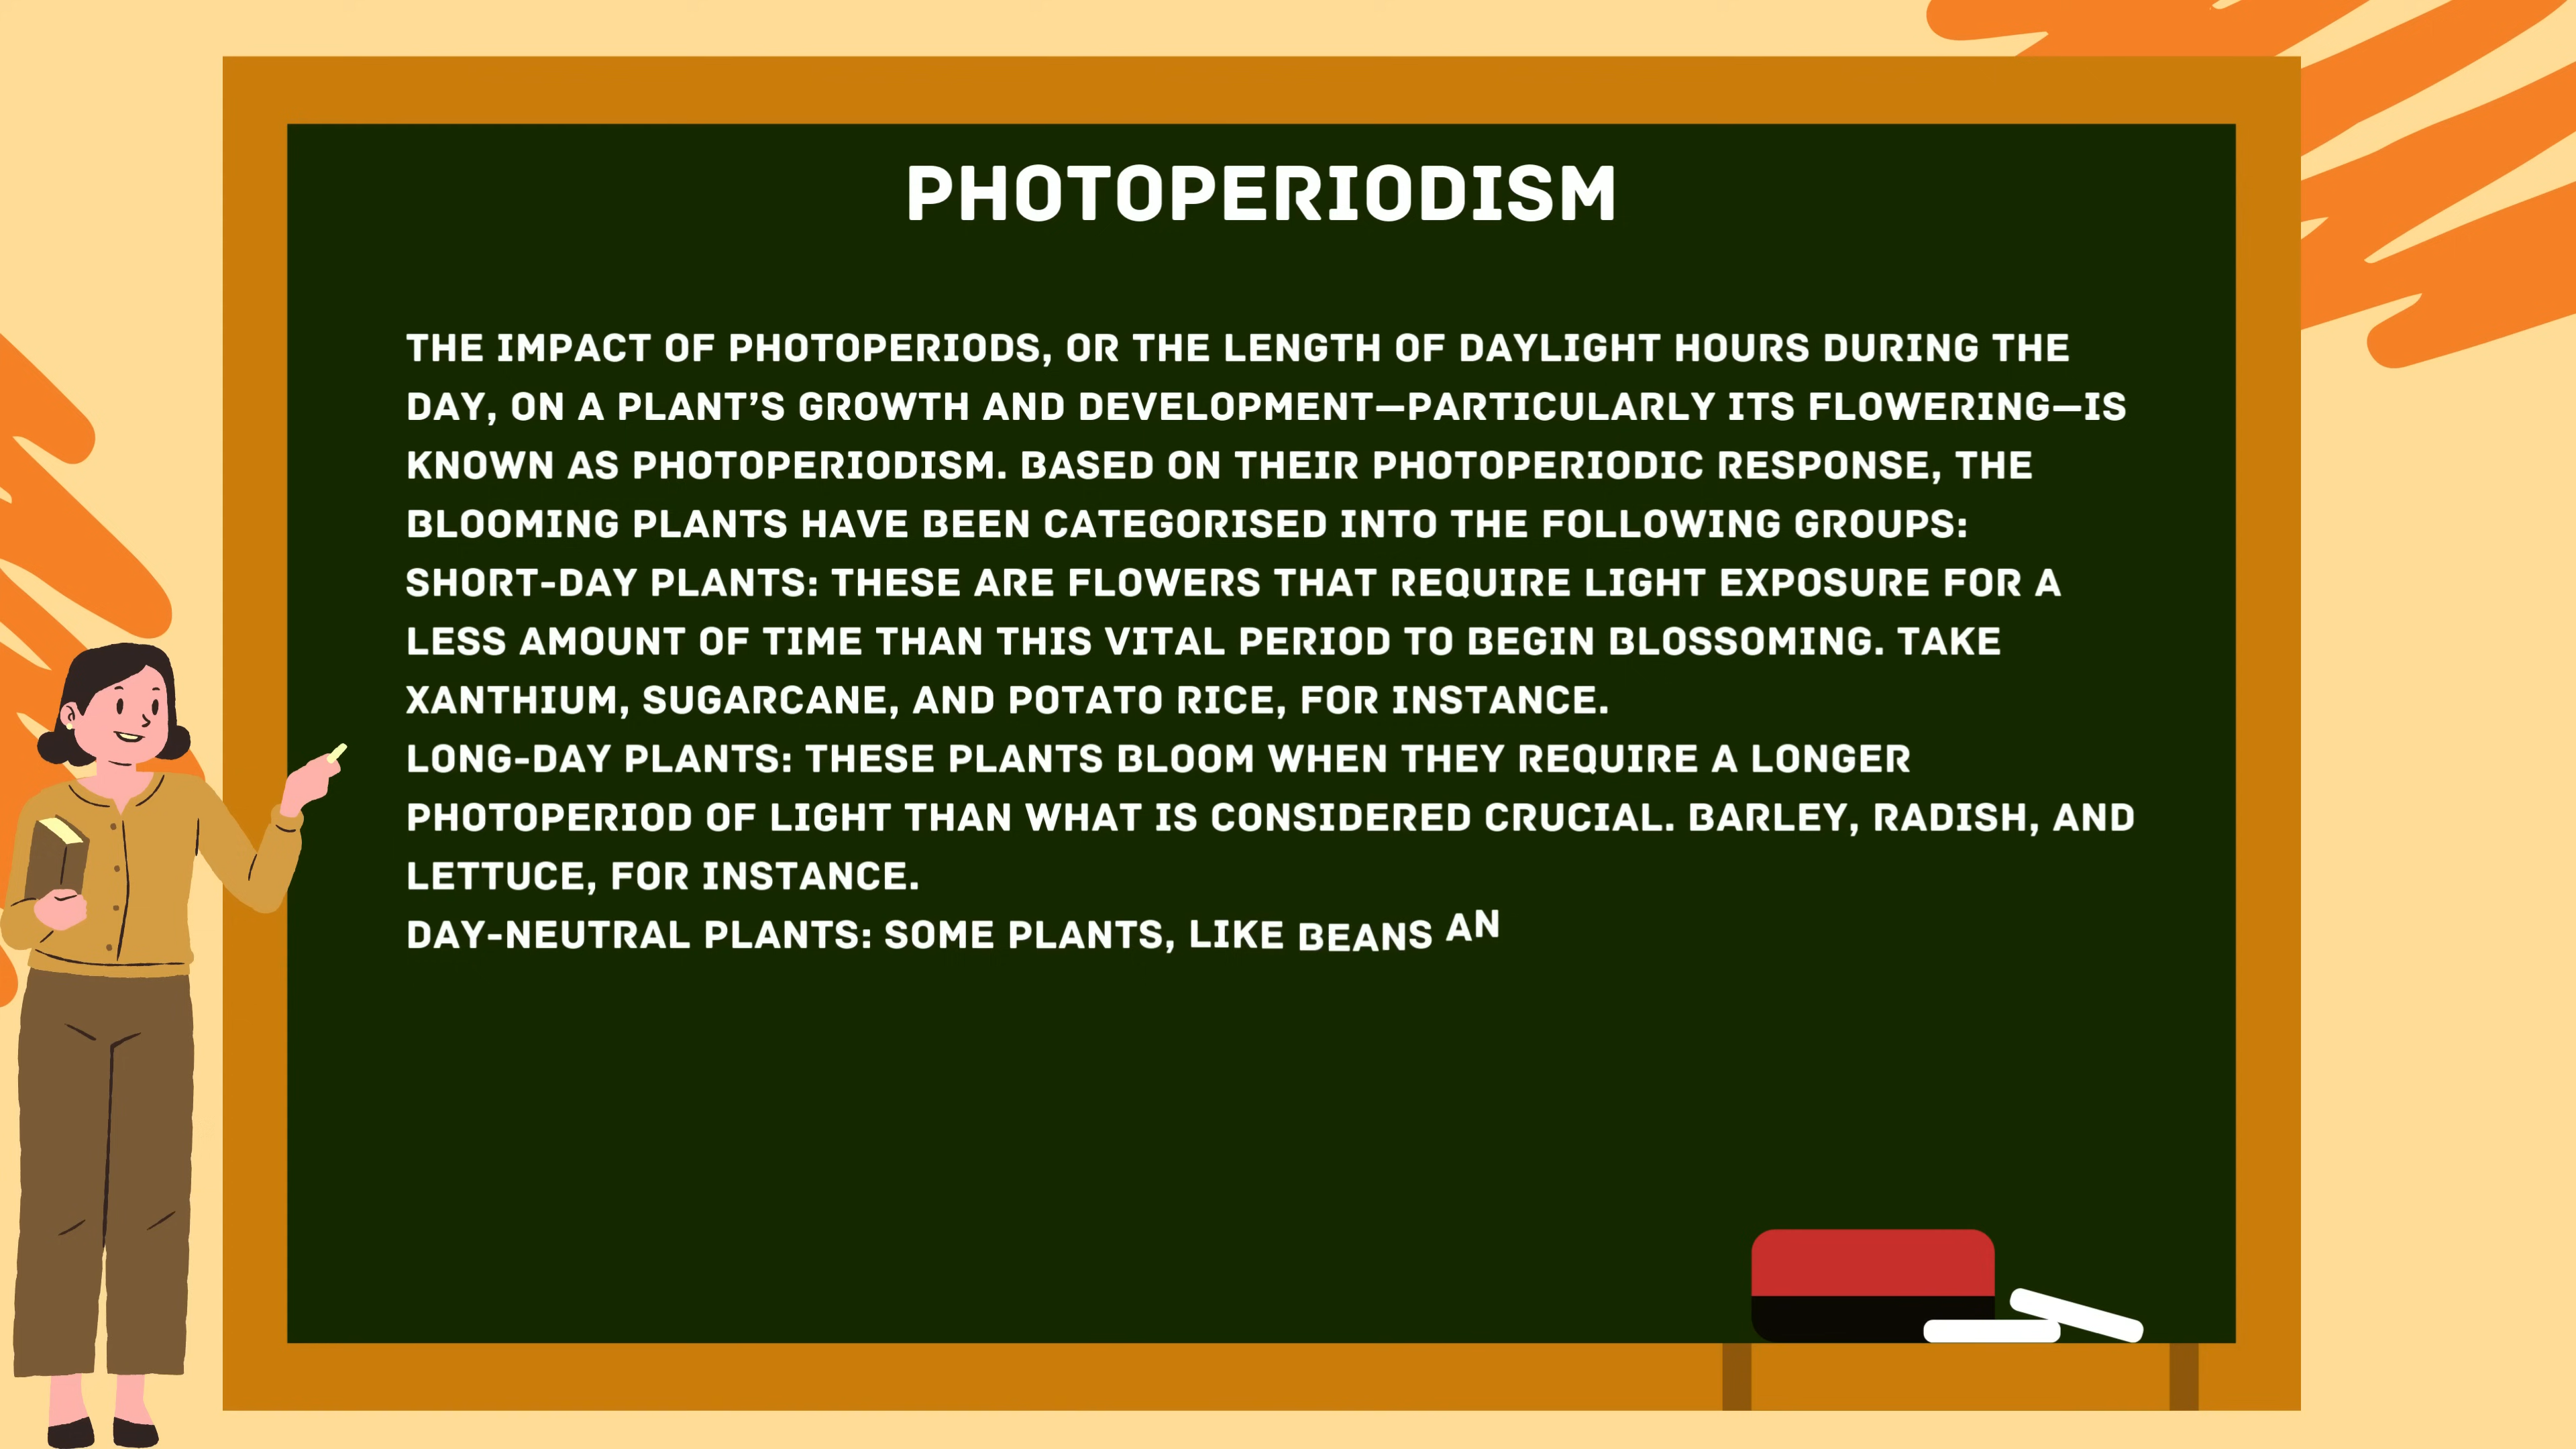 PHOTOPERIODISM
THE IMPACT OF PHOTOPERIODS, OR THE LENGTH OF DAYLIGHT HOURS DURING THE
DAY, ON A PLANT'S GROWTH AND DEVELOPMENT—PARTICULARLY ITS FLOWERING—IS
KNOWN AS PHOTOPERIODISM. BASED ON THEIR PHOTOPERIODIC RESPONSE, THE
BLOOMING PLANTS HAVE BEEN CATEGORISED INTO THE FOLLOWING GROUPS:
SHORT-DAY PLANTS: THESE ARE FLOWERS THAT REQUIRE LIGHT EXPOSURE FOR A
LESS AMOUNT OF TIME THAN THIS VITAL PERIOD TO BEGIN BLOSSOMING. TAKE
XANTHIUM, SUGARCANE, AND POTATO RICE, FOR INSTANCE.
LONG-DAY PLANTS: THESE PLANTS BLOOM WHEN THEY REQUIRE A LONGER
PHOTOPERIOD OF LIGHT THAN WHAT IS CONSIDERED CRUCIAL. BARLEY, RADISH, AND
LETTUCE, FOR INSTANCE.
DAY-NEUTRAL PLANTS: SOME PLANTS, LIKE BEANS AN